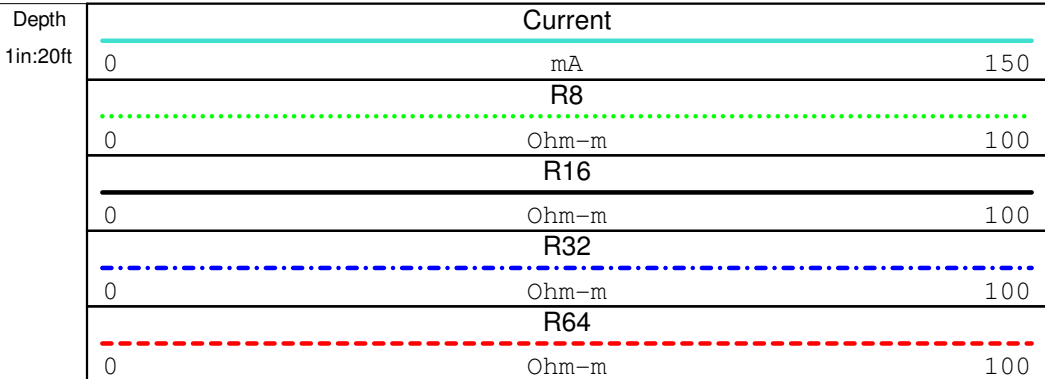 Depth
1in:20ft
Current
0 mA 150
R8
0 Ohm-m 100
R16
0 Ohm-m 100
R32
0 Ohm-m 100
R64
0 Ohm-m 100